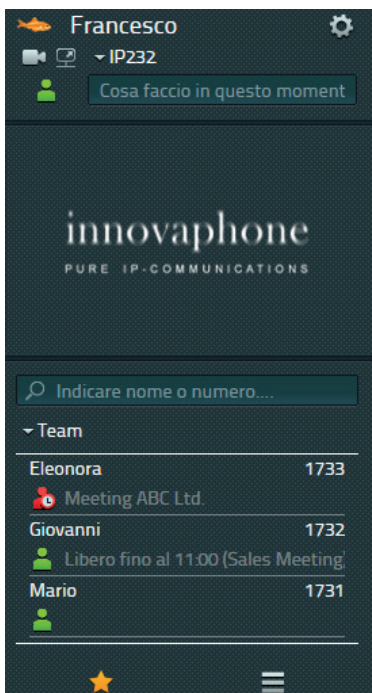 Francesco
IP232
Cosa faccio in questo moment
innovaphone
PURE IP-COMMUNICATIONS
Indicare nome o numero....
Team
Eleonora 1733
Meeting ABC Ltd.
Giovanni 1732
Libero fino al 11:00 (Sales Meeting)
Mario 1731